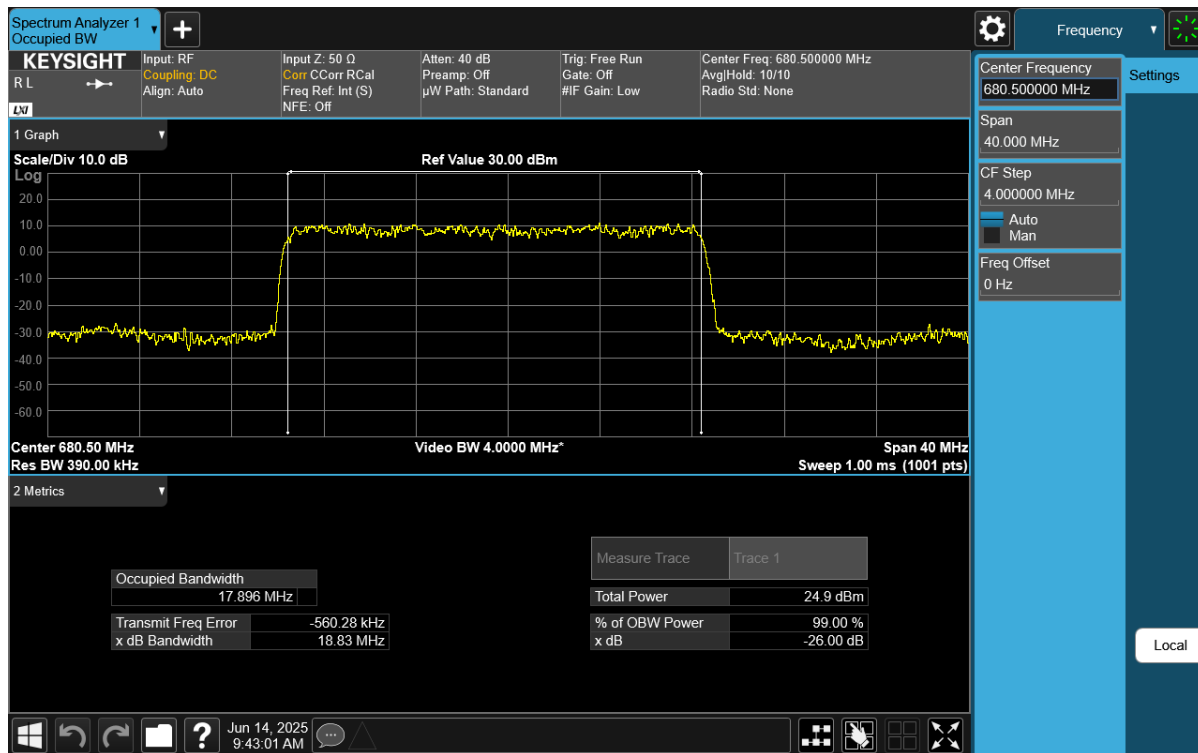 Spectrum Analyzer 1
Occupied BW
Frequency
KEYSIGHT
R L
LXI
Input: RF
Coupling: DC
Align: Auto
Input Z: 50 Ω
Corr CCorr RCal
Freq Ref: Int (S)
NFE: Off
Atten: 40 dB
Preamp: Off
µW Path: Standard
Trig: Free Run
Gate: Off
#IF Gain: Low
Center Freq: 680.500000 MHz
Avg|Hold: 10/10
Radio Std: None
Center Frequency
680.500000 MHz
Settings
Span
40.000 MHz
CF Step
4.000000 MHz
Auto
Man
Freq Offset
0 Hz
Local
1 Graph
Scale/Div 10.0 dB
Ref Value 30.00 dBm
Log
20.0
10.0
0.00
-10.0
-20.0
-30.0
-40.0
-50.0
-60.0
Center 680.50 MHz
Video BW 4.0000 MHz*
Span 40 MHz
Res BW 390.00 kHz
Sweep 1.00 ms (1001 pts)
2 Metrics
Measure Trace Trace 1
Occupied Bandwidth
17.896 MHz
Total Power 24.9 dBm
Transmit Freq Error -560.28 kHz
% of OBW Power 99.00 %
x dB Bandwidth 18.83 MHz
x dB -26.00 dB
?
Jun 14, 2025
9:43:01 AM